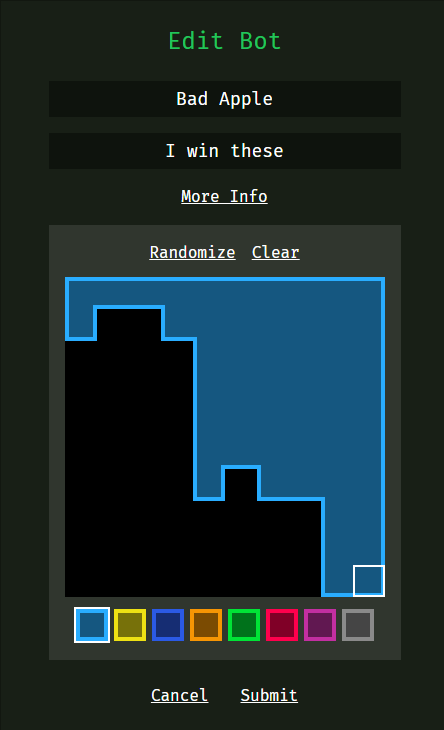 Edit Bot
Bad Apple
I win these
More Info
Randomize Clear
Cancel Submit